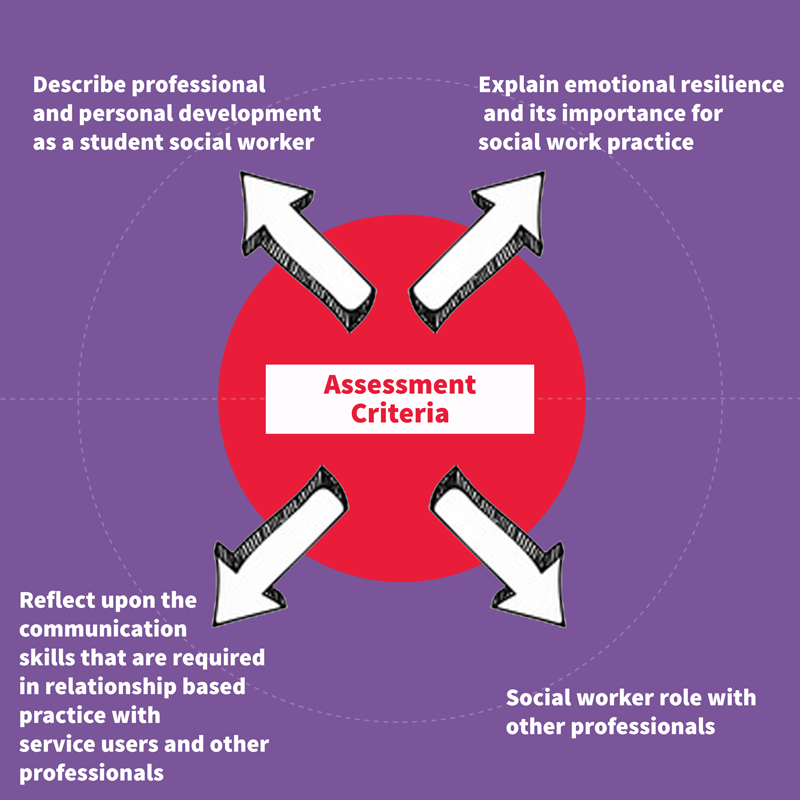 Describe professional
and personal development
as a student social worker
Explain emotional resilience
and its importance for
social work practice
Assessment
Criteria
Reflect upon the
communication
skills that are required
in relationship based
practice with
service users and other
professionals
Social worker role with
other professionals